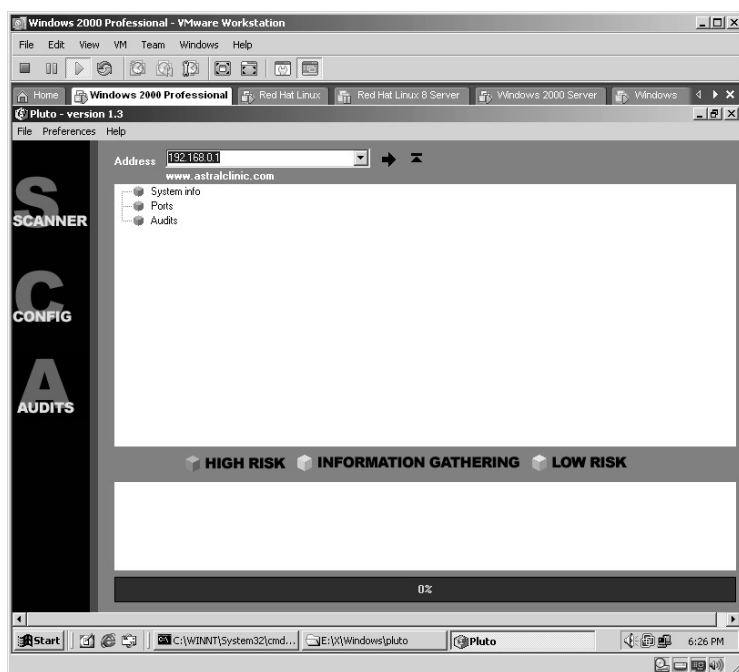 Windows 2000 Professional - VMware Workstation
File Edit View VM Team Windows Help
Home Windows 2000 Professional Red Hat Linux Red Hat Linux 8 Server Windows 2000 Server Windows
Pluto - version 1.3
File Preferences Help
Address 192.168.0.1
www.astralclinic.com
System info
Ports
Audits
S
SCANNER
C
CONFIG
A
AUDITS
HIGH RISK INFORMATION GATHERING LOW RISK
0%
Start C:\WINNT\System32\cmd... E:\X\Windows\pluto Pluto 6:26 PM